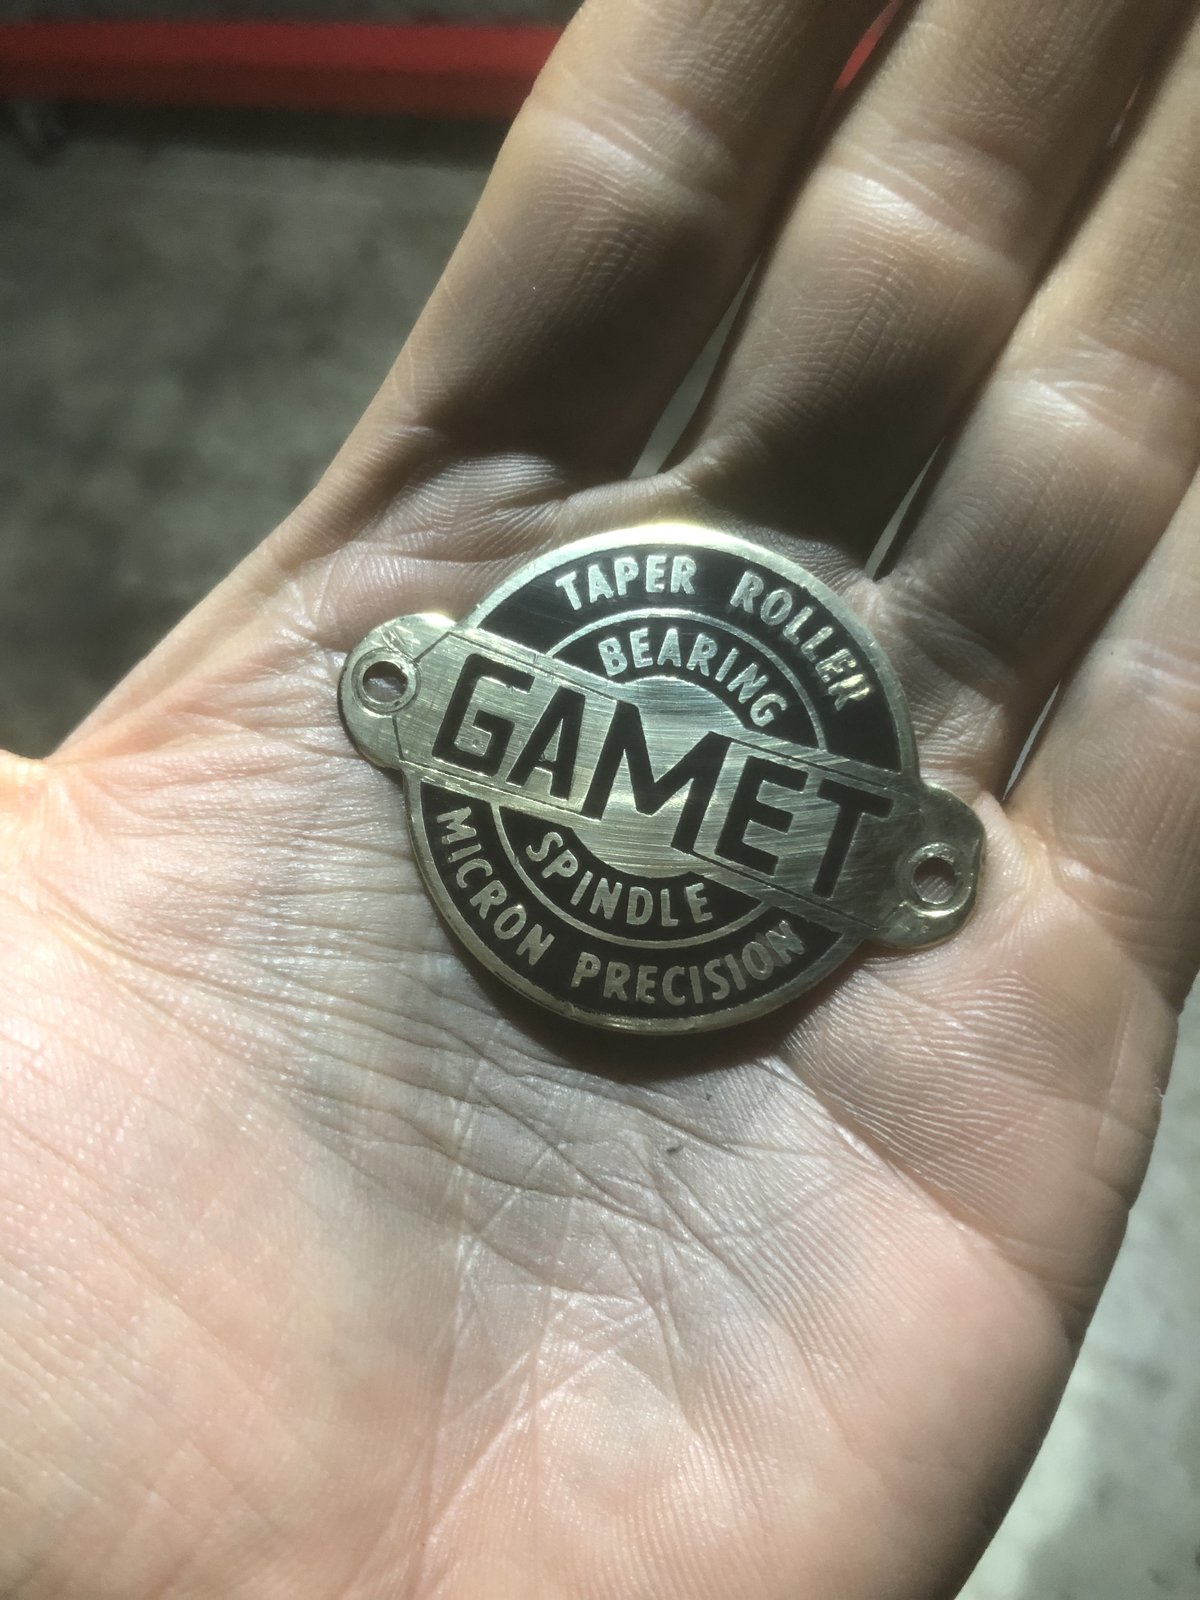 TAPER ROLLER
BEARING
GAMET
SPINDLE
MICRON PRECISION